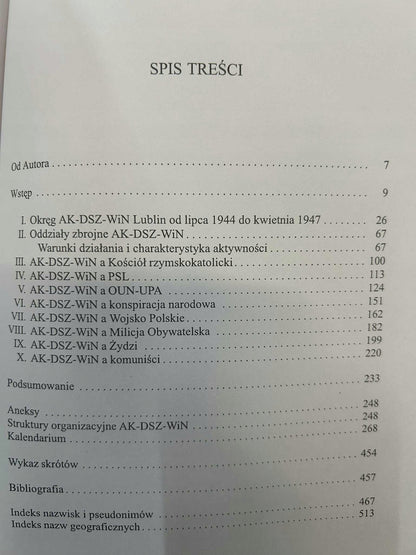 SPIS TREŚCI
Od Autora 7
Wstęp 9
I. Okręg AK-DSZ-WiN Lublin od lipca 1944 do kwietnia 1947 26
II. Oddziały zbrojne AK-DSZ-WiN 67
Warunki działania i charakterystyka aktywności 67
III. AK-DSZ-WiN a Kościół rzymskokatolicki 100
IV. AK-DSZ-WiN a PSL 113
V. AK-DSZ-WiN a OUN-UPA 124
VI. AK-DSZ-WiN a konspiracja narodowa 151
VII. AK-DSZ-WiN a Wojsko Polskie 162
VIII. AK-DSZ-WiN a Milicja Obywatelska 182
IX. AK-DSZ-WiN a Żydzi 199
X. AK-DSZ-WiN a komuniści 220
Podsumowanie 233
Aneksy 248
Struktury organizacyjne AK-DSZ-WiN 248
Kalendarium 268
Wykaz skrótów 454
Bibliografia 457
Indeks nazwisk i pseudonimów 467
Indeks nazw geograficznych 513